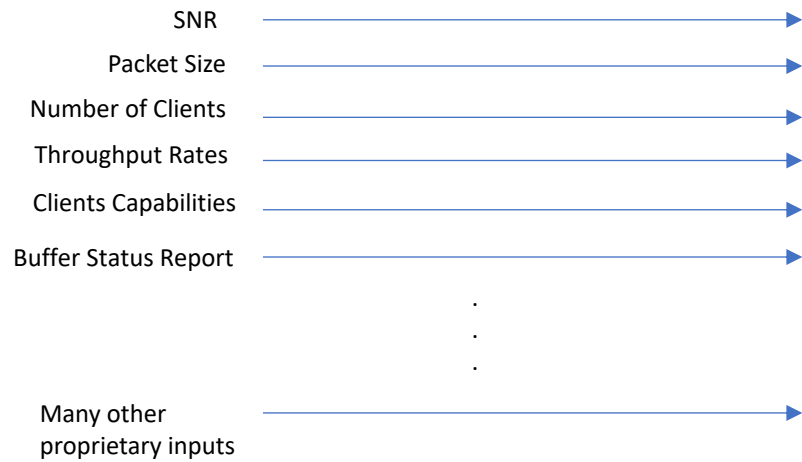 SNR
Packet Size
Number of Clients
Throughput Rates
Clients Capabilities
Buffer Status Report
.
.
.
Many other
proprietary inputs